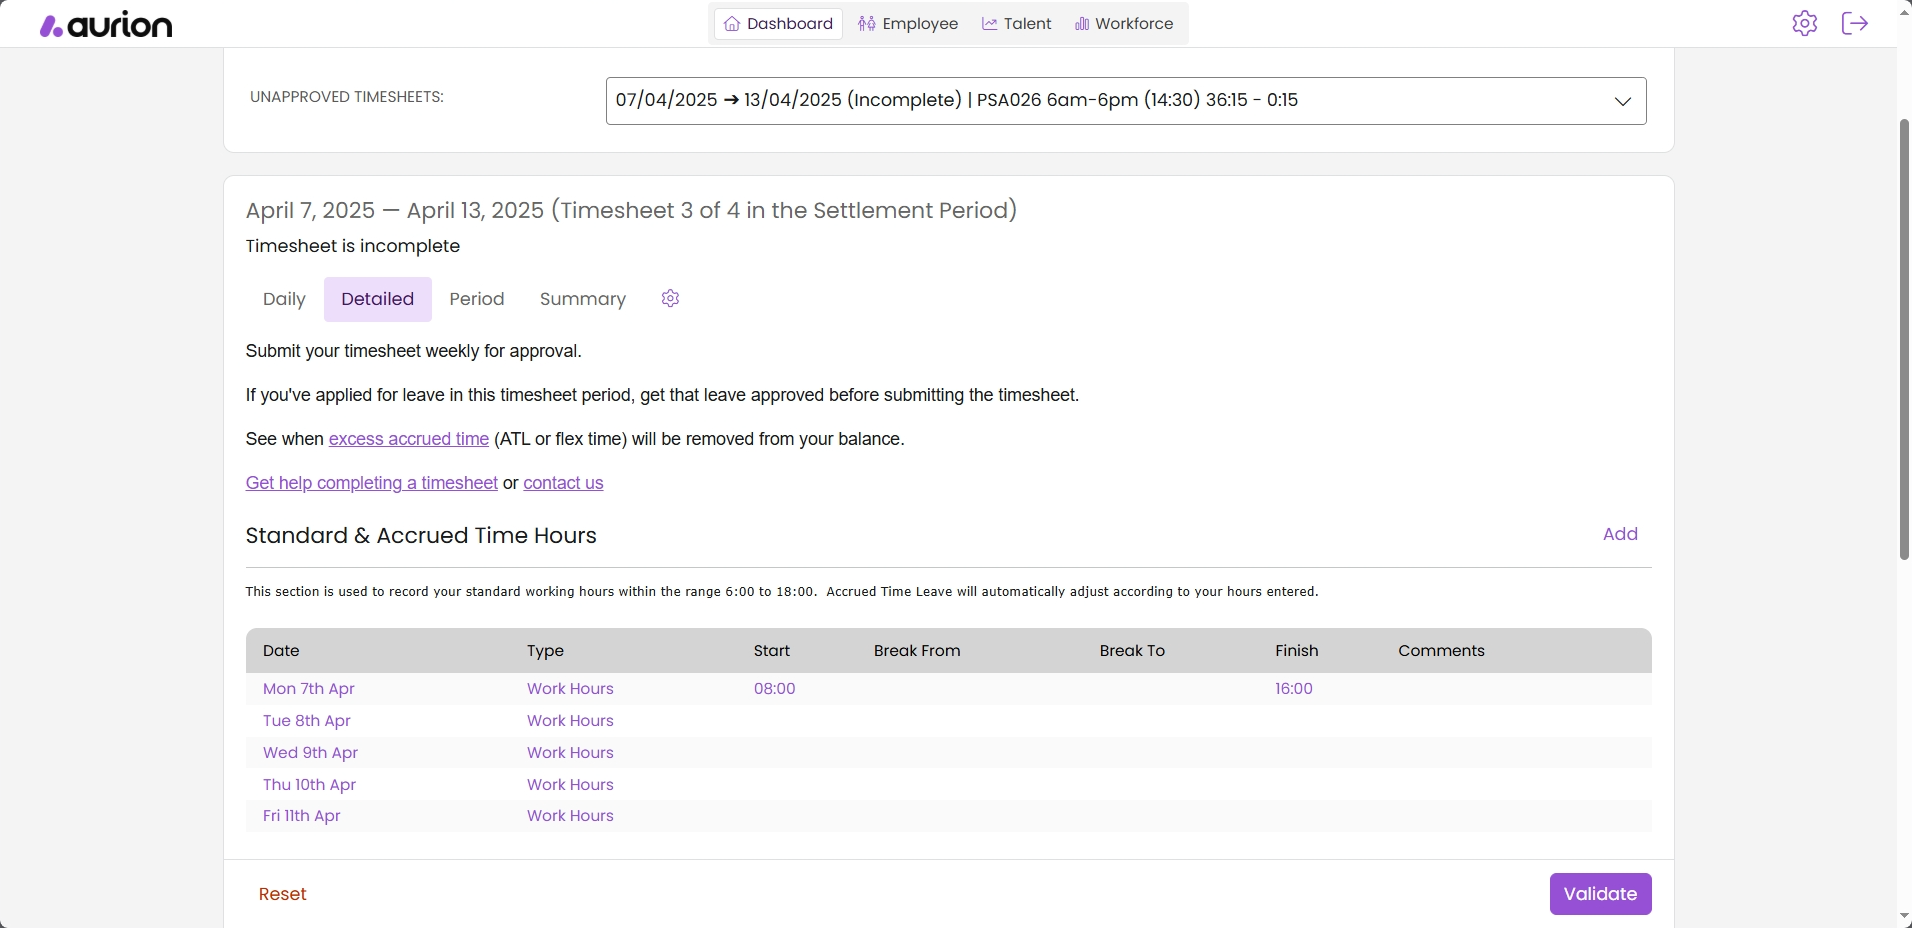 aurion
Dashboard Employee Talent Workforce
UNAPPROVED TIMESHEETS:
07/04/2025 ➔ 13/04/2025 (Incomplete) | PSA026 6am-6pm (14:30) 36:15 - 0:15
April 7, 2025 — April 13, 2025 (Timesheet 3 of 4 in the Settlement Period)
Timesheet is incomplete
Daily Detailed Period Summary
Submit your timesheet weekly for approval.
If you've applied for leave in this timesheet period, get that leave approved before submitting the timesheet.
See when excess accrued time (ATL or flex time) will be removed from your balance.
Get help completing a timesheet or contact us
Standard & Accrued Time Hours Add
This section is used to record your standard working hours within the range 6:00 to 18:00. Accrued Time Leave will automatically adjust according to your hours entered.
Date Type Start Break From Break To Finish Comments
Mon 7th Apr Work Hours 08:00 16:00
Tue 8th Apr Work Hours
Wed 9th Apr Work Hours
Thu 10th Apr Work Hours
Fri 11th Apr Work Hours
Reset Validate